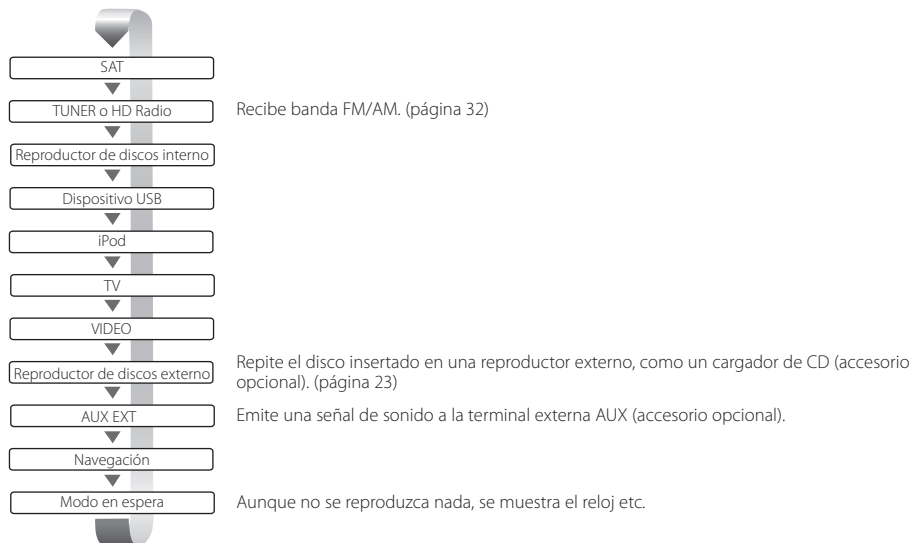 SAT
TUNER o HD Radio
Recibe banda FM/AM. (página 32)
Reproductor de discos interno
Dispositivo USB
iPod
TV
VIDEO
Reproductor de discos externo
Repite el disco insertado en una reproductor externo, como un cargador de CD (accesorio
opcional). (página 23)
AUX EXT
Emite una señal de sonido a la terminal externa AUX (accesorio opcional).
Navegación
Modo en espera
Aunque no se reproduzca nada, se muestra el reloj etc.